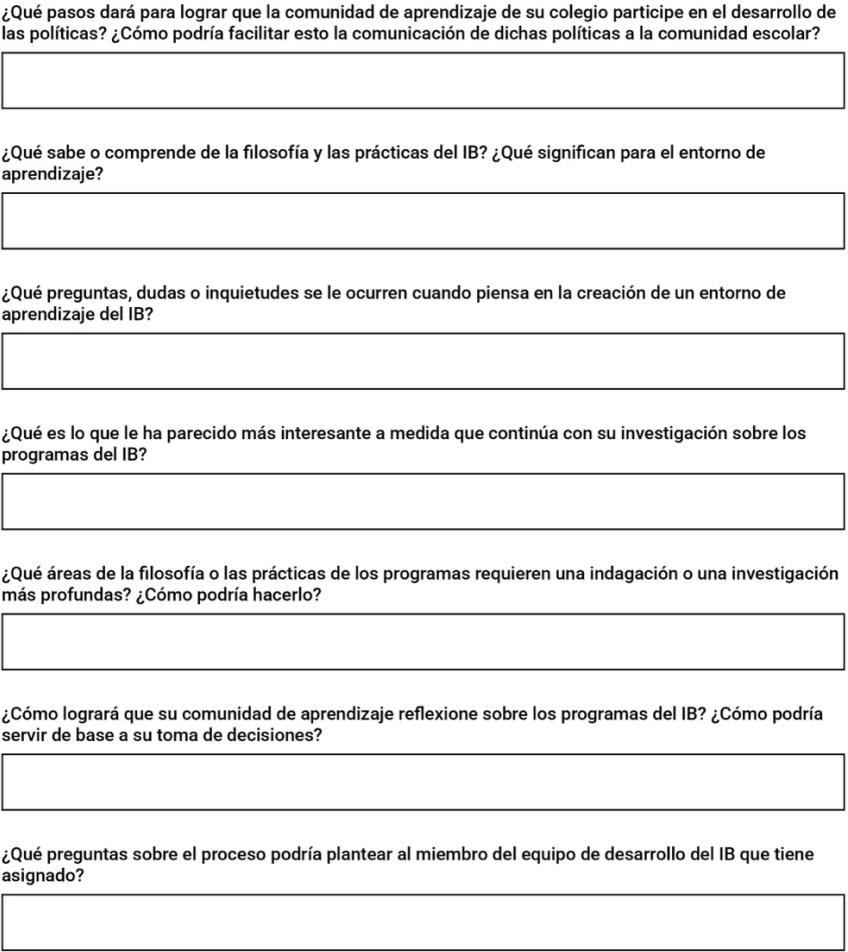 ¿Qué pasos dará para lograr que la comunidad de aprendizaje de su colegio participe en el desarrollo de
las políticas? ¿Cómo podría facilitar esto la comunicación de dichas políticas a la comunidad escolar?
¿Qué sabe o comprende de la filosofía y las prácticas del IB? ¿Qué significan para el entorno de
aprendizaje?
¿Qué preguntas, dudas o inquietudes se le ocurren cuando piensa en la creación de un entorno de
aprendizaje del IB?
¿Qué es lo que le ha parecido más interesante a medida que continúa con su investigación sobre los
programas del IB?
¿Qué áreas de la filosofía o las prácticas de los programas requieren una indagación o una investigación
más profundas? ¿Cómo podría hacerlo?
¿Cómo logrará que su comunidad de aprendizaje reflexione sobre los programas del IB? ¿Cómo podría
servir de base a su toma de decisiones?
¿Qué preguntas sobre el proceso podría plantear al miembro del equipo de desarrollo del IB que tiene
asignado?